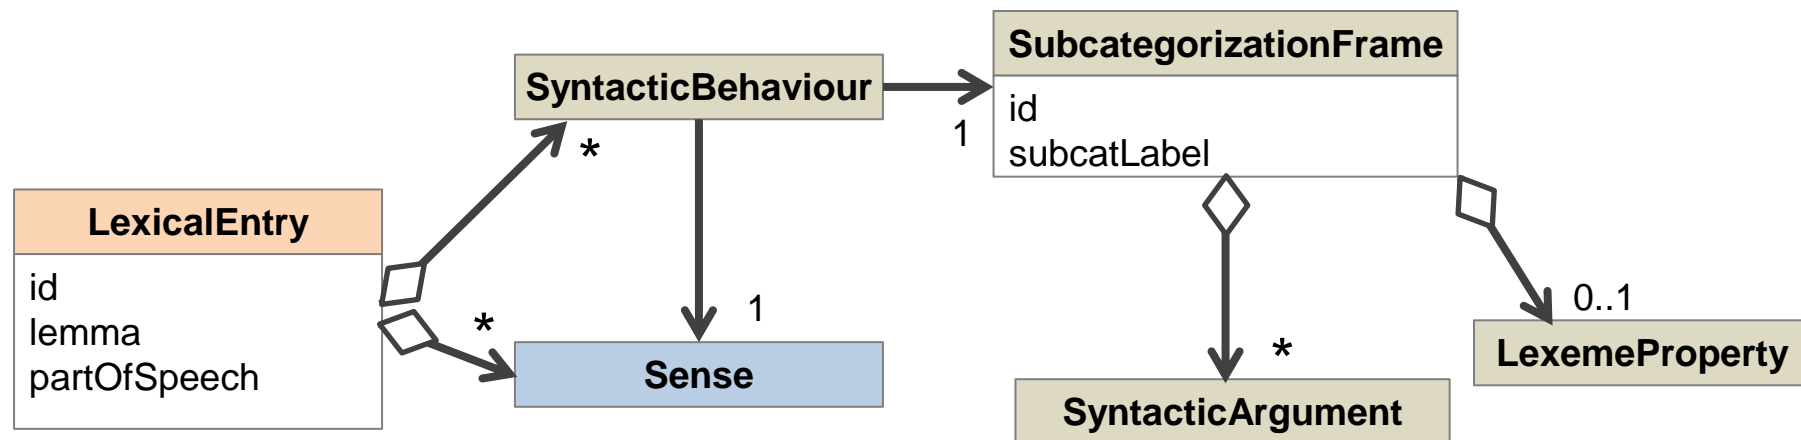 SubcategorizationFrame
id
subcatLabel
SyntacticBehaviour
1
*
LexicalEntry
id
lemma
partOfSpeech
*
1
Sense
*
SyntacticArgument
0..1
LexemeProperty